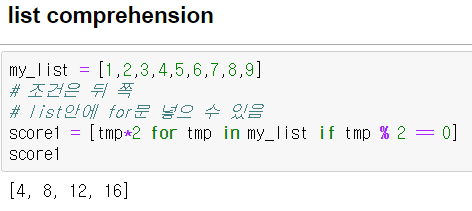 list comprehension
my_list = [1,2,3,4,5,6,7,8,9]
# 조건은 뒤 쪽
# list안에 for문 넣으 수 있음
score1 = [tmp*2 for tmp in my_list if tmp % 2 == 0]
score1
[4, 8, 12, 16]